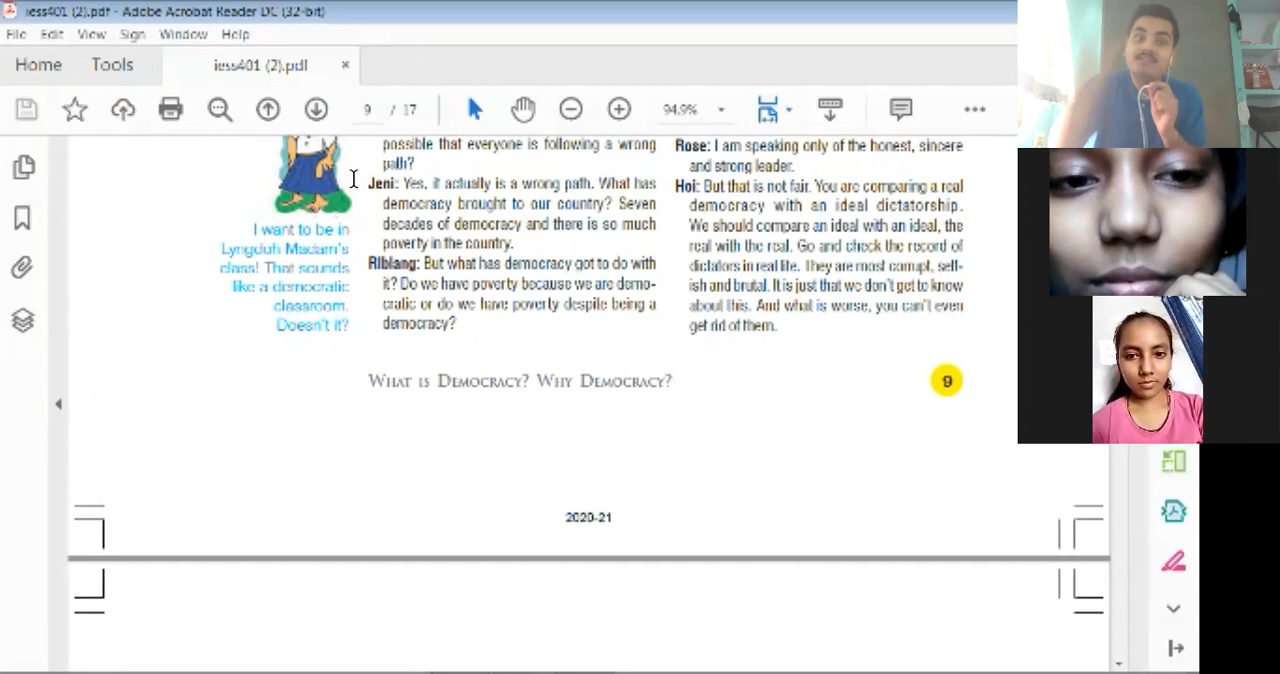 iess401 (2).pdf - Adobe Acrobat Reader DC (32-bit)
File Edit View Sign Window Help
Home Tools iess401 (2).pdf ×
9 / 17 94.9%
possible that everyone is following a wrong
path?
Jeni: Yes, it actually is a wrong path. What has
democracy brought to our country? Seven
decades of democracy and there is so much
poverty in the country.
Riblang: But what has democracy got to do with
it? Do we have poverty because we are demo-
cratic or do we have poverty despite being a
democracy?
I want to be in
Lyngdoh Madam's
class! That sounds
like a democratic
classroom.
Doesn't it?
Rose: I am speaking only of the honest, sincere
and strong leader.
Hoi: But that is not fair. You are comparing a real
democracy with an ideal dictatorship.
We should compare an ideal with an ideal, the
real with the real. Go and check the record of
dictators in real life. They are most corrupt, self-
ish and brutal. It is just that we don't get to know
about this. And what is worse, you can't even
get rid of them.
What is Democracy? Why Democracy?
9
2020-21